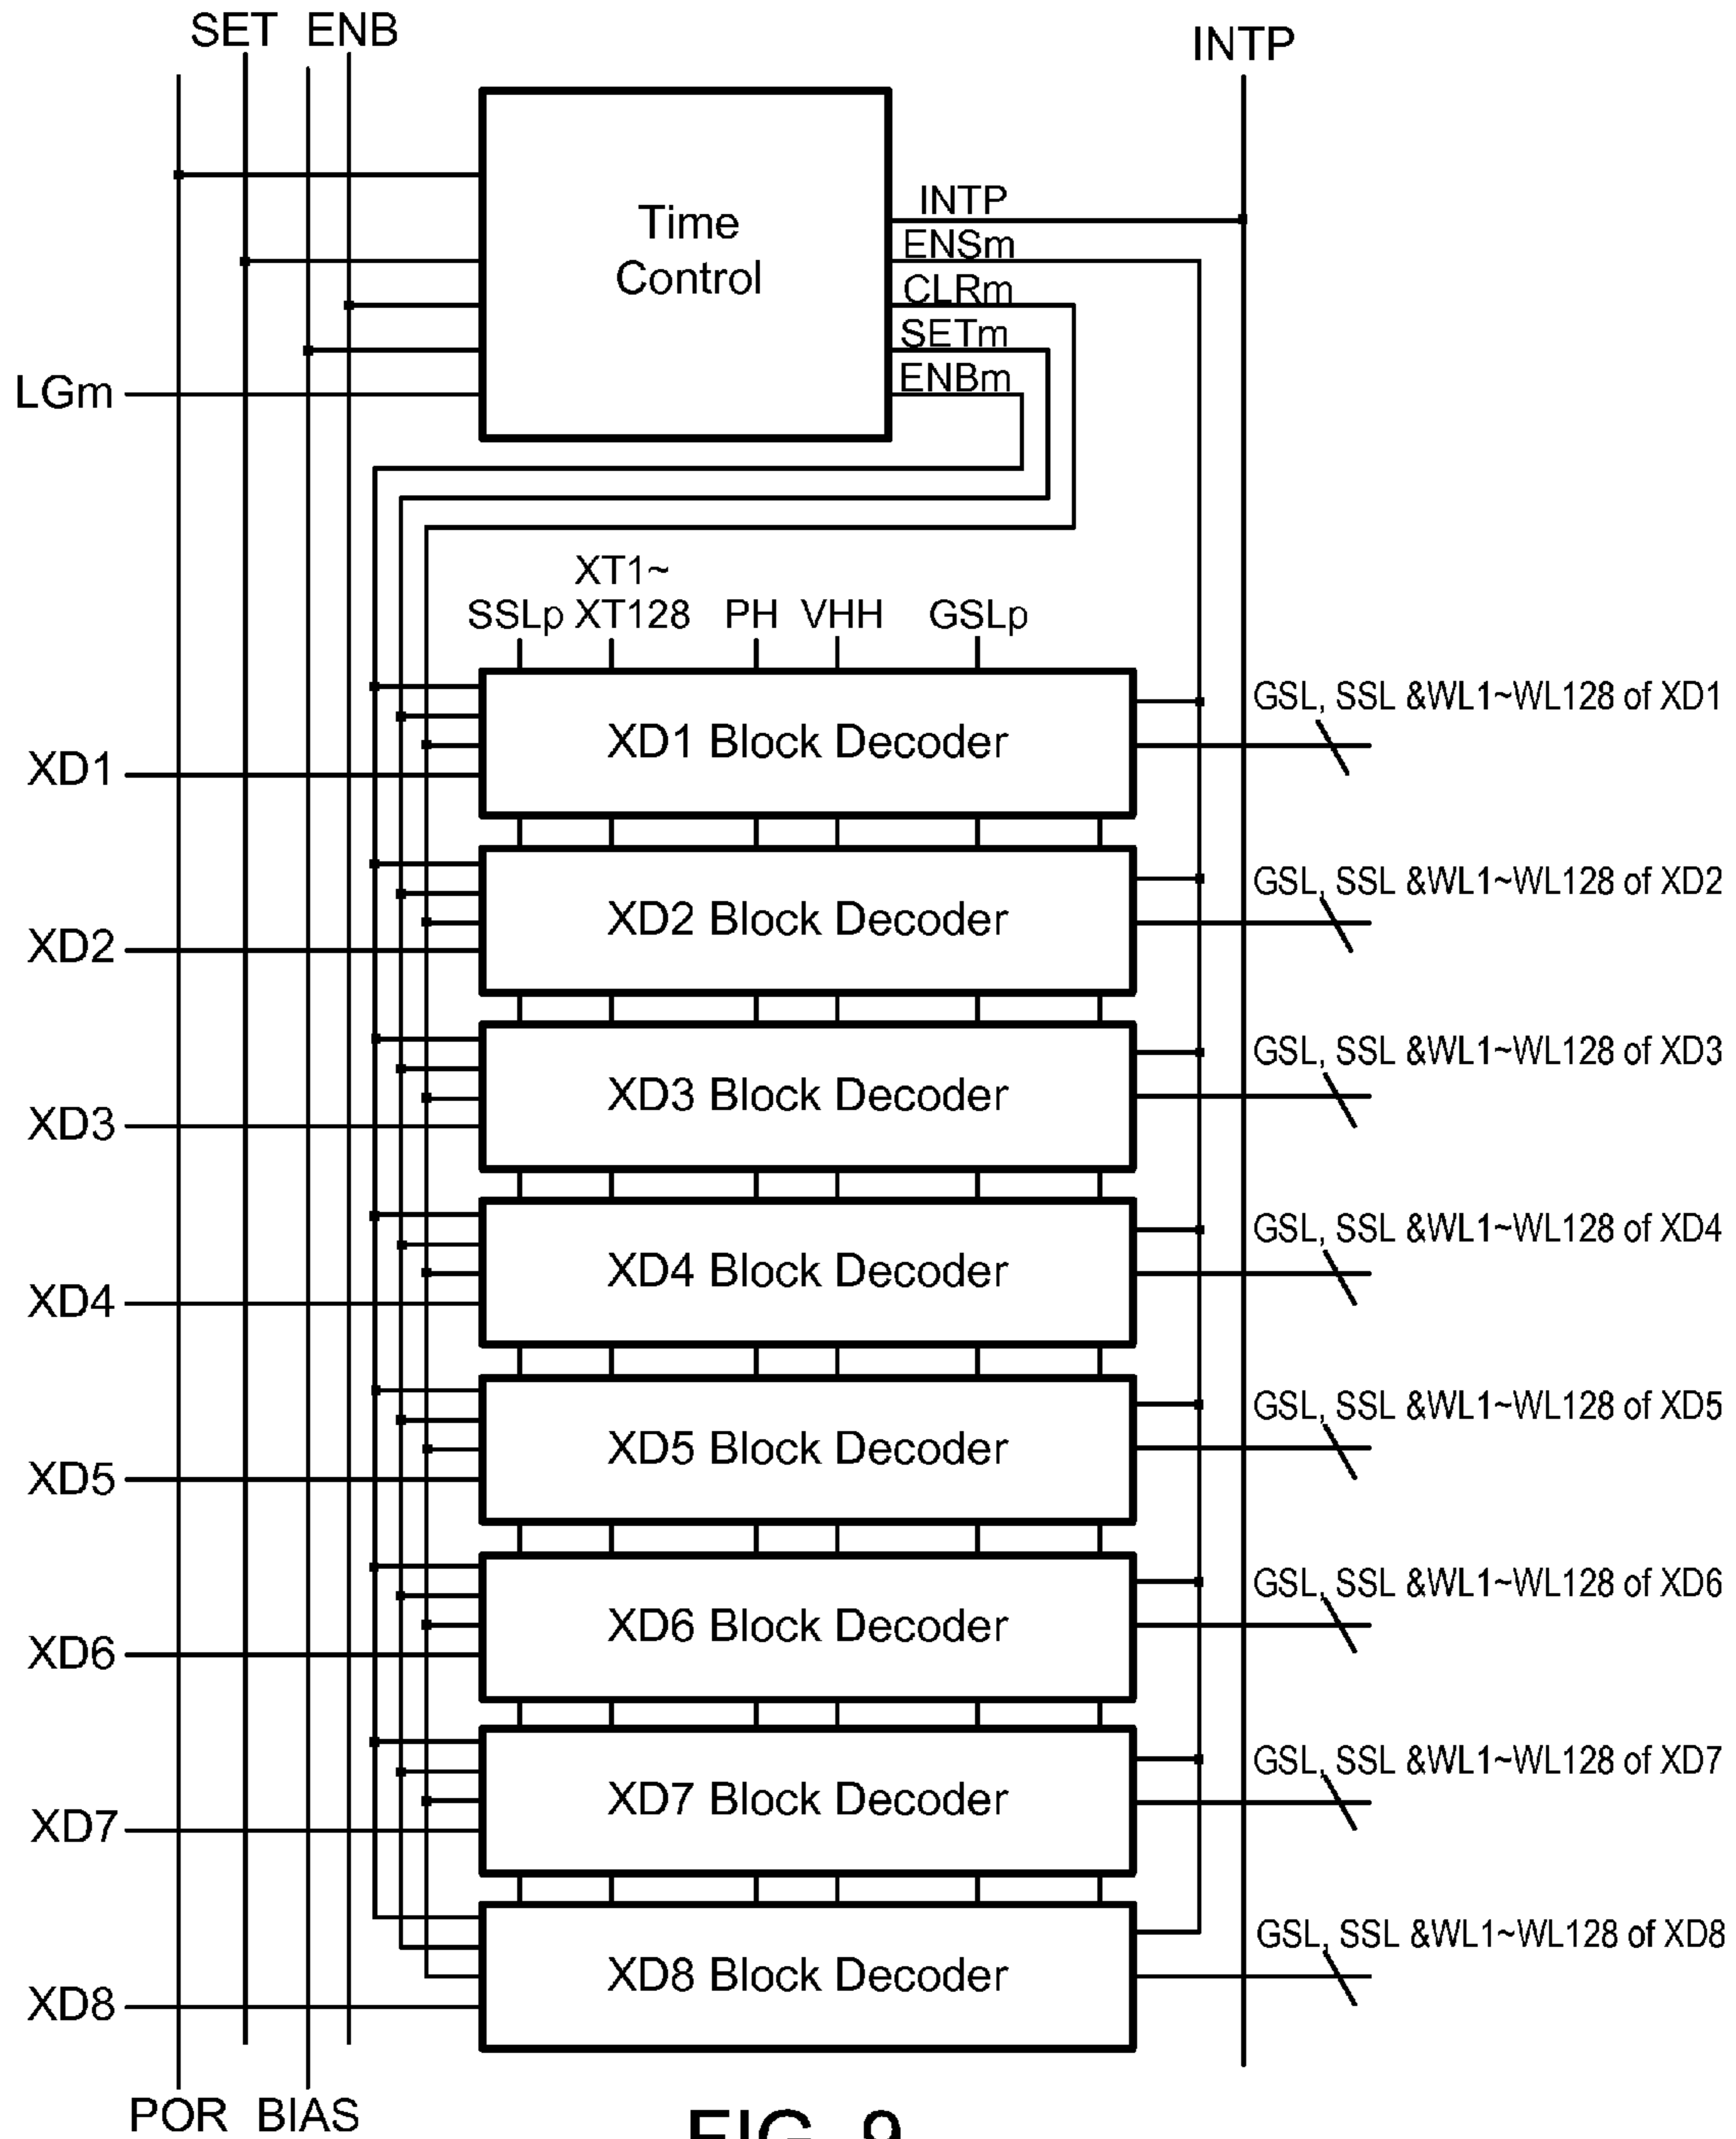 SET ENB
INTP
Time
Control
INTP
ENSm
CLRm
SETm
ENBm
LGm
XT1~
SSLp XT128 PH VHH GSLp
GSL, SSL &WL1~WL128 of XD1
XD1 Block Decoder
XD1
GSL, SSL &WL1~WL128 of XD2
XD2 Block Decoder
XD2
GSL, SSL &WL1~WL128 of XD3
XD3 Block Decoder
XD3
GSL, SSL &WL1~WL128 of XD4
XD4 Block Decoder
XD4
GSL, SSL &WL1~WL128 of XD5
XD5 Block Decoder
XD5
GSL, SSL &WL1~WL128 of XD6
XD6 Block Decoder
XD6
GSL, SSL &WL1~WL128 of XD7
XD7 Block Decoder
XD7
GSL, SSL &WL1~WL128 of XD8
XD8 Block Decoder
XD8
POR BIAS
FIG. 9